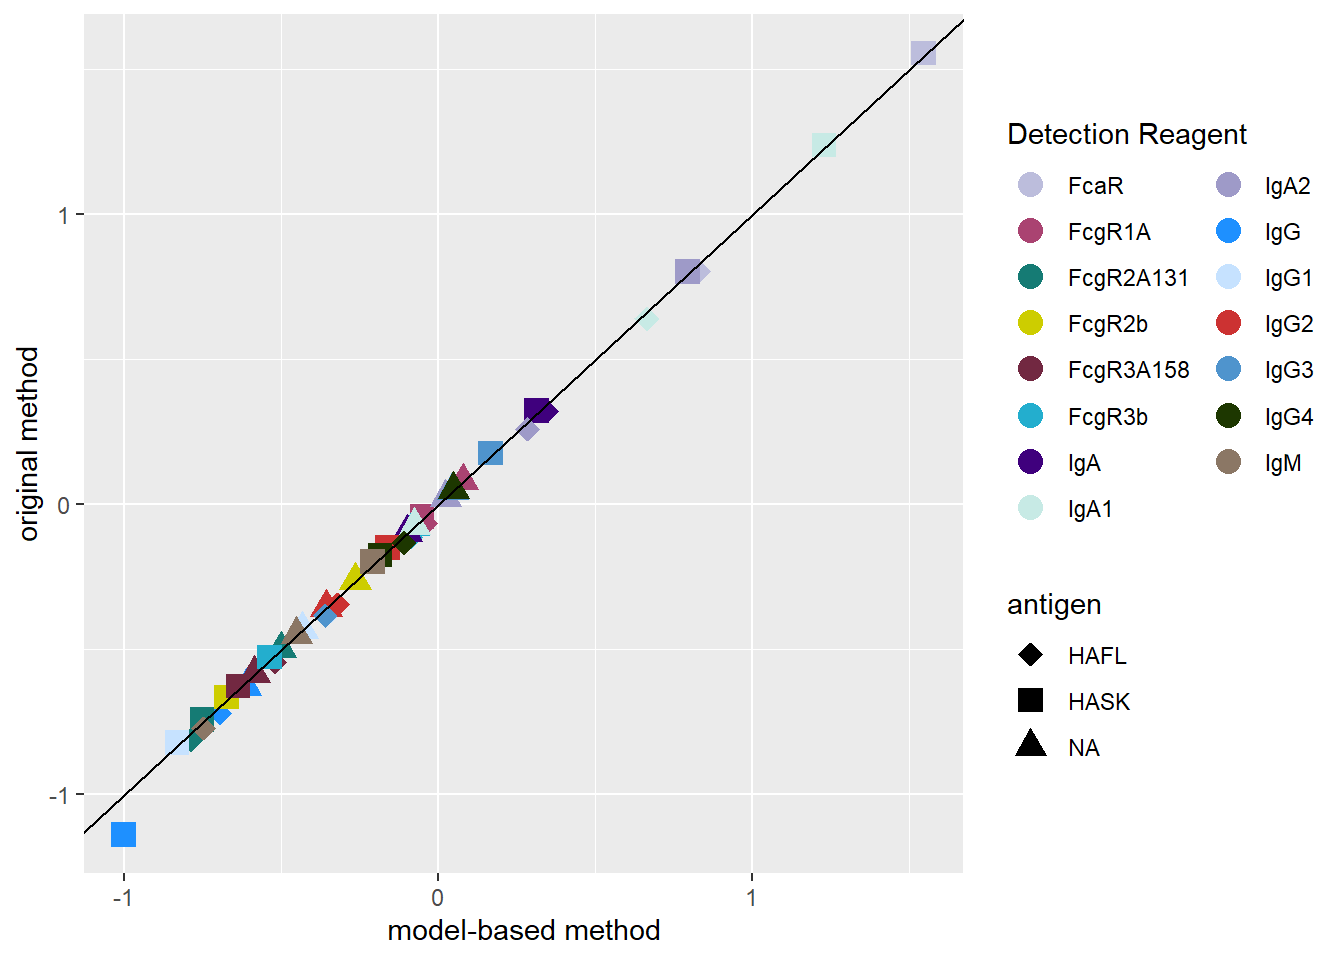 original method
1
0
-1
-1
0
1
model-based method
Detection Reagent
FcaR
FcgR1A
FcgR2A131
FcgR2b
FcgR3A158
FcgR3b
IgA
IgA1
IgA2
IgG
IgG1
IgG2
IgG3
IgG4
IgM
antigen
HAFL
HASK
NA